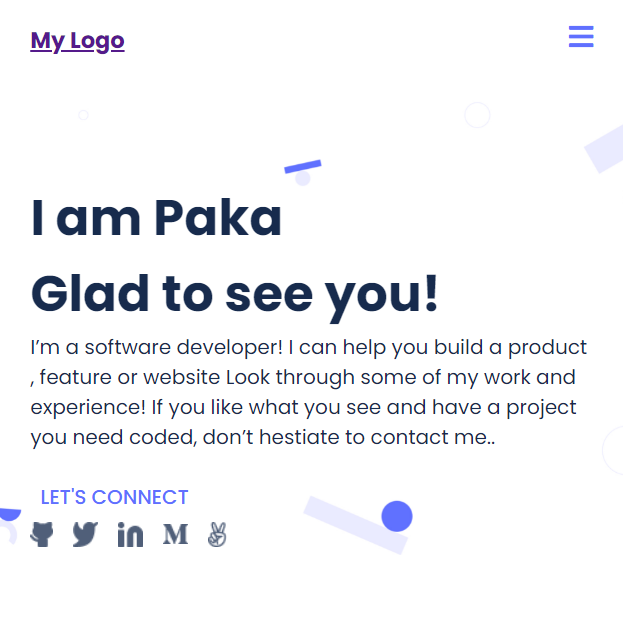 My Logo
I am Paka
Glad to see you!
I’m a software developer! I can help you build a product
, feature or website Look through some of my work and
experience! If you like what you see and have a project
you need coded, don’t hestiate to contact me..
LET'S CONNECT